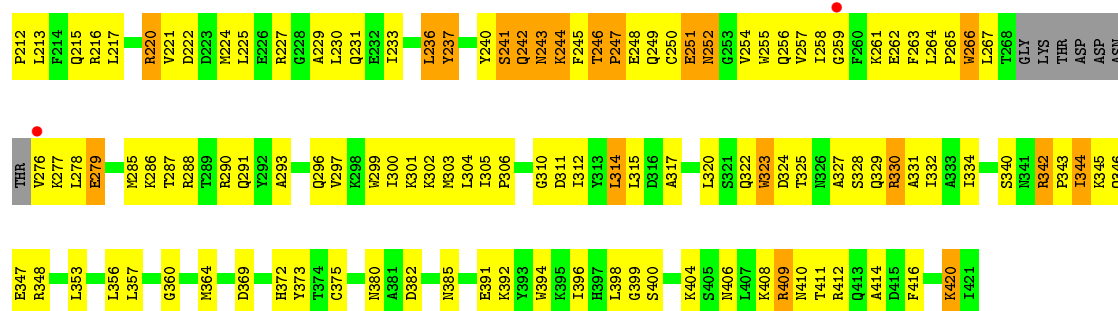 P212 L213 F214 Q215 R216 L217 R220 V221 D222 D223 M224 L225 E226 R227 G228 A229 L230 Q231 E232 I233 L236 Y237 Y240 S241 Q242 N243 K244 F245 T246 P247 E248 Q249 C250 E251 N252 G253 V254 W255 Q256 V257 I258 G259 F260 K261 E262 F263 L264 P265 W266 L267 T268 GLY LYS THR ASP ASP ASN
THR V276 K277 L278 E279 M285 K286 T287 R288 T289 R290 Q291 Y292 A293 Q296 V297 K298 W299 I300 K301 K302 M303 L304 I305 P306 G310 D311 I312 Y313 L314 L315 D316 A317 L320 S321 Q322 W323 D324 T325 N326 A327 S328 Q329 R330 A331 I332 A333 I334 S340 N341 R342 P343 I344 K345 Q346
E347 R348 L353 L356 L357 G360 M364 D369 H372 Y373 T374 C375 N380 A381 D382 N385 E391 K392 Y393 W394 K395 I396 H397 L398 G399 S400 K404 S405 N406 L407 K408 R409 N410 T411 R412 Q413 A414 D415 F416 K420 I421